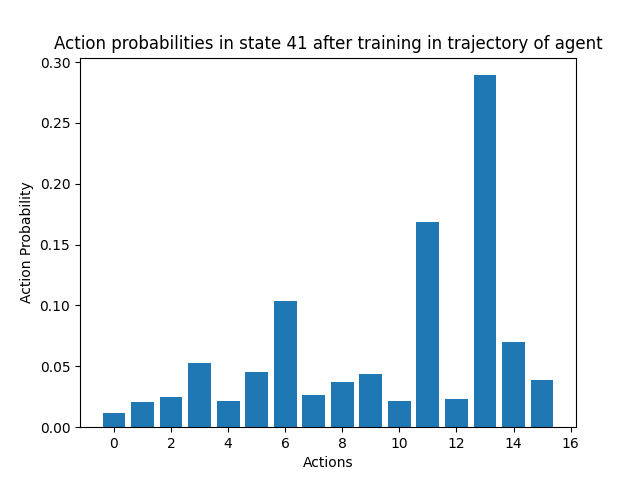 Action probabilities in state 41 after training in trajectory of agent
0.30
0.25
0.20
0.15
0.10
0.05
0.00
Action Probability
0 2 4 6 8 10 12 14 16
Actions